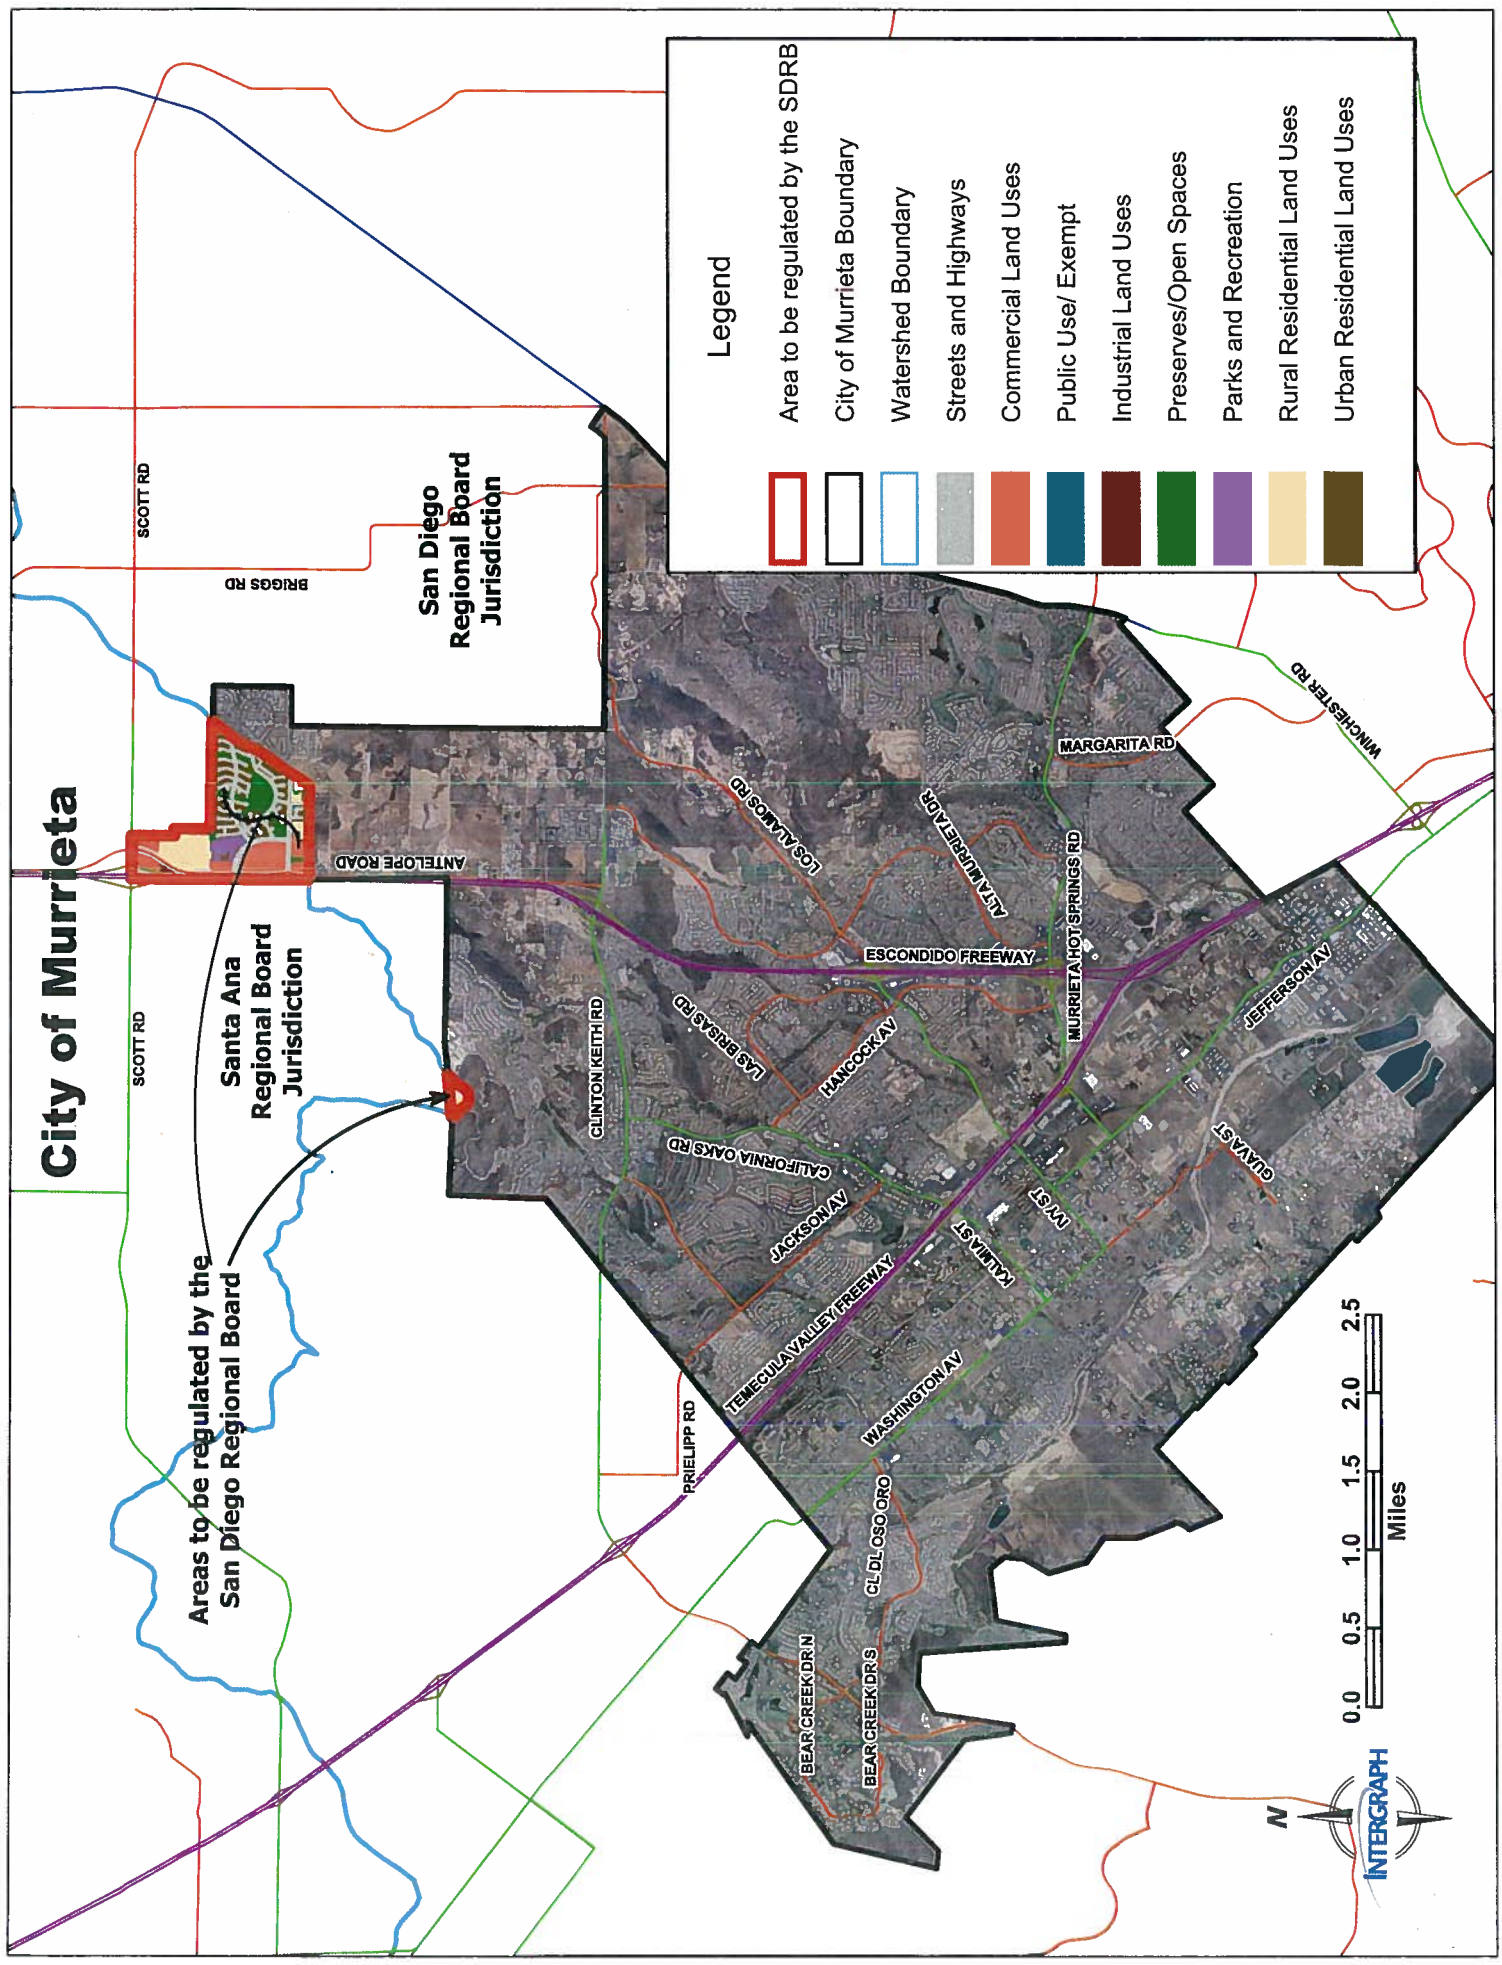 City of Murrieta
SCOTT RD
SCOTT RD
BRIGGS RD
San Diego
Regional Board
Jurisdiction
Santa Ana
Regional Board
Jurisdiction
Areas to be regulated by the
San Diego Regional Board
ANTELOPE ROAD
CLINTON KEITH RD
LOS ALAMOS RD
ALTA MURRIETA DR
MARGARITA RD
WINCHESTER RD
ESCONDIDO FREEWAY
MURRIETA HOT SPRINGS RD
LAS BRISAS RD
HANCOCK AV
JEFFERSON AV
CALIFORNIA OAKS RD
JACKSON AV
IVY ST
GUAVA ST
KALMIA ST
TEMECULA VALLEY FREEWAY
WASHINGTON AV
PRIELIPP RD
CL DL OSO ORO
BEAR CREEK DR N
BEAR CREEK DR S
Legend
Area to be regulated by the SDRB
City of Murrieta Boundary
Watershed Boundary
Streets and Highways
Commercial Land Uses
Public Use/ Exempt
Industrial Land Uses
Preserves/Open Spaces
Parks and Recreation
Rural Residential Land Uses
Urban Residential Land Uses
0.0 0.5 1.0 1.5 2.0 2.5
Miles
N
INTERGRAPH